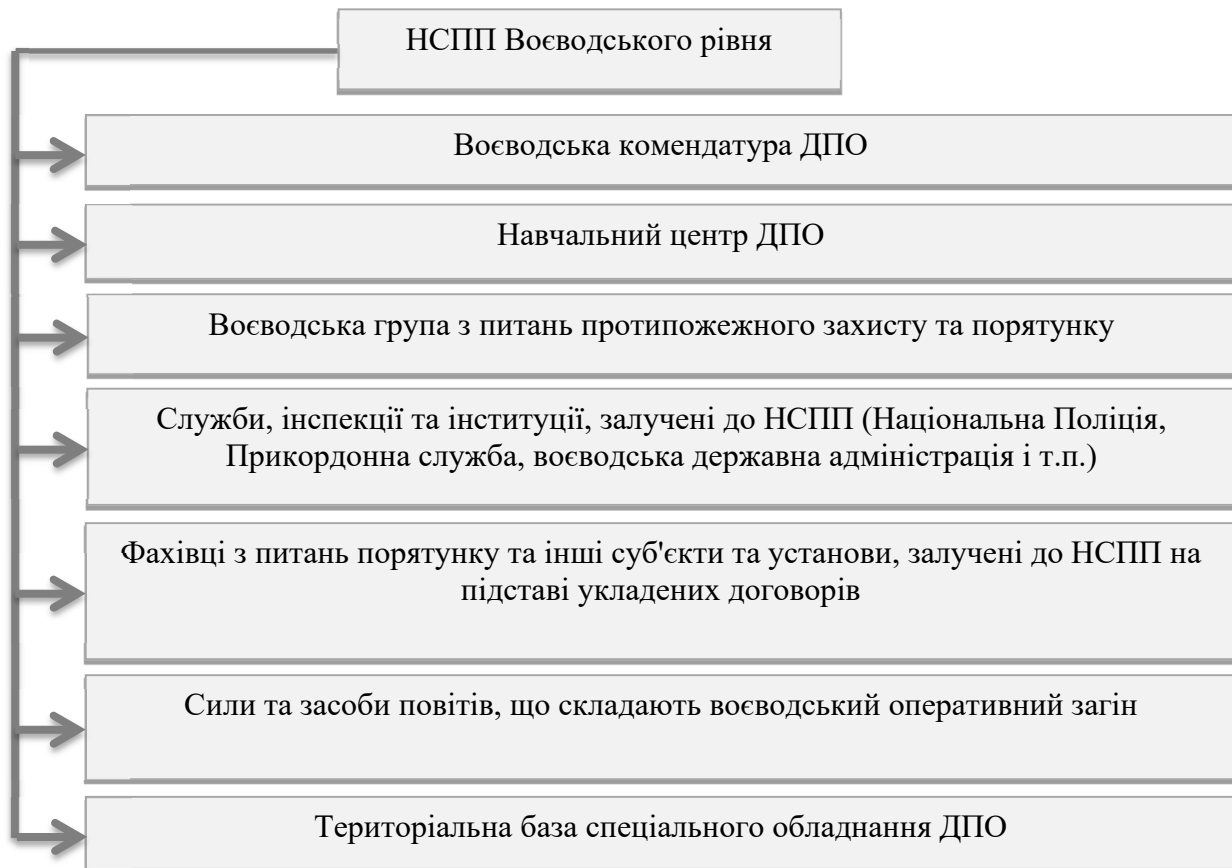 НСПП Воєводського рівня
Воєводська комендатура ДПО
Навчальний центр ДПО
Воєводська група з питань протипожежного захисту та порятунку
Служби, інспекції та інституції, залучені до НСПП (Національна Поліція,
Прикордонна служба, воєводська державна адміністрація і т.п.)
Фахівці з питань порятунку та інші суб'єкти та установи, залучені до НСПП на
підставі укладених договорів
Сили та засоби повітів, що складають воєводський оперативний загін
Територіальна база спеціального обладнання ДПО